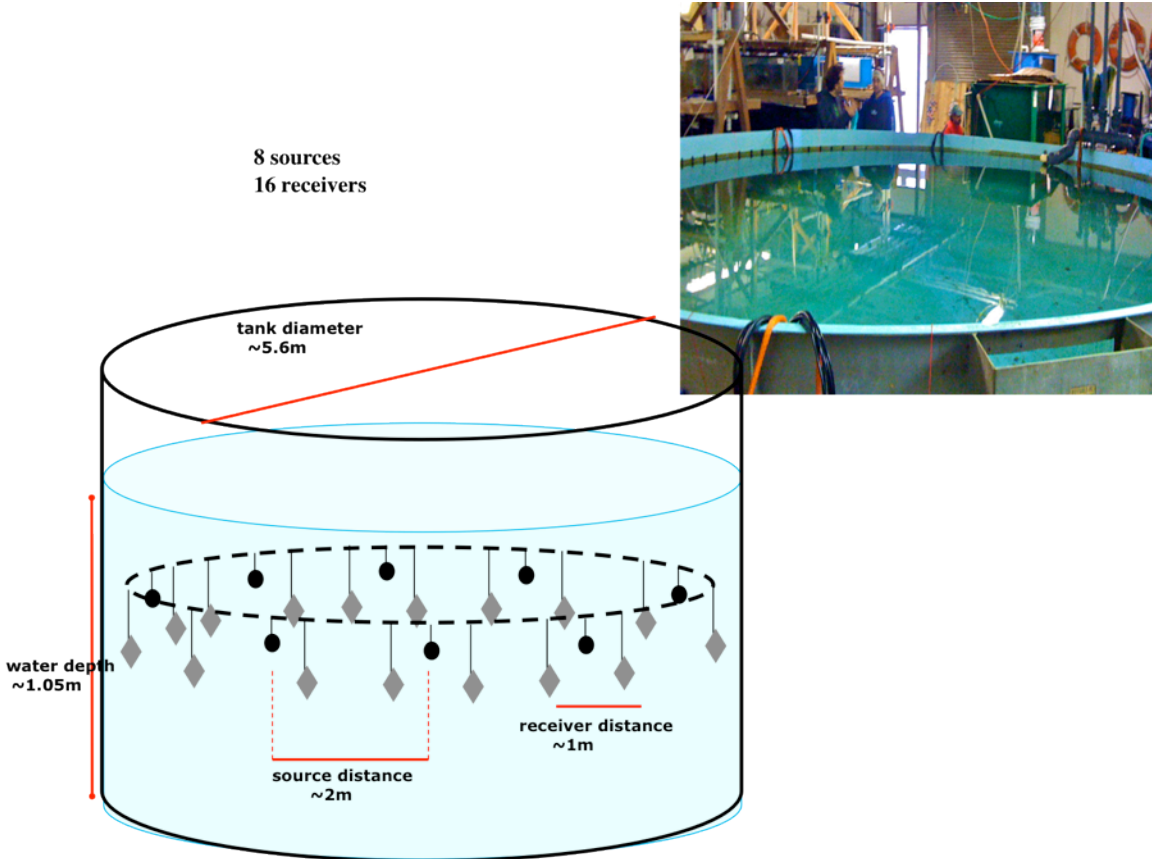 8 sources
16 receivers
tank diameter
~5.6m
water depth
~1.05m
receiver distance
~1m
source distance
~2m